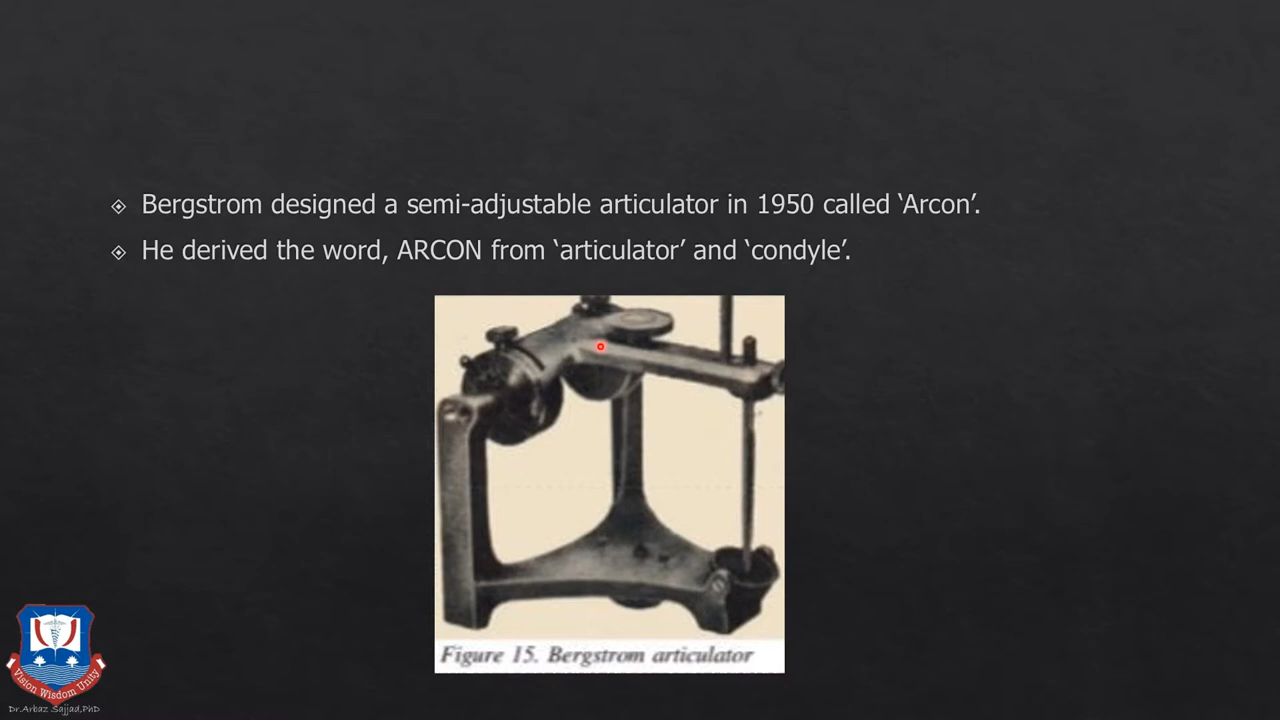 Bergstrom designed a semi-adjustable articulator in 1950 called ‘Arcon’.
He derived the word, ARCON from ‘articulator’ and ‘condyle’.
Figure 15. Bergstrom articulator
Vision Wisdom Unity
Dr.Arbaz Sajjad,PhD